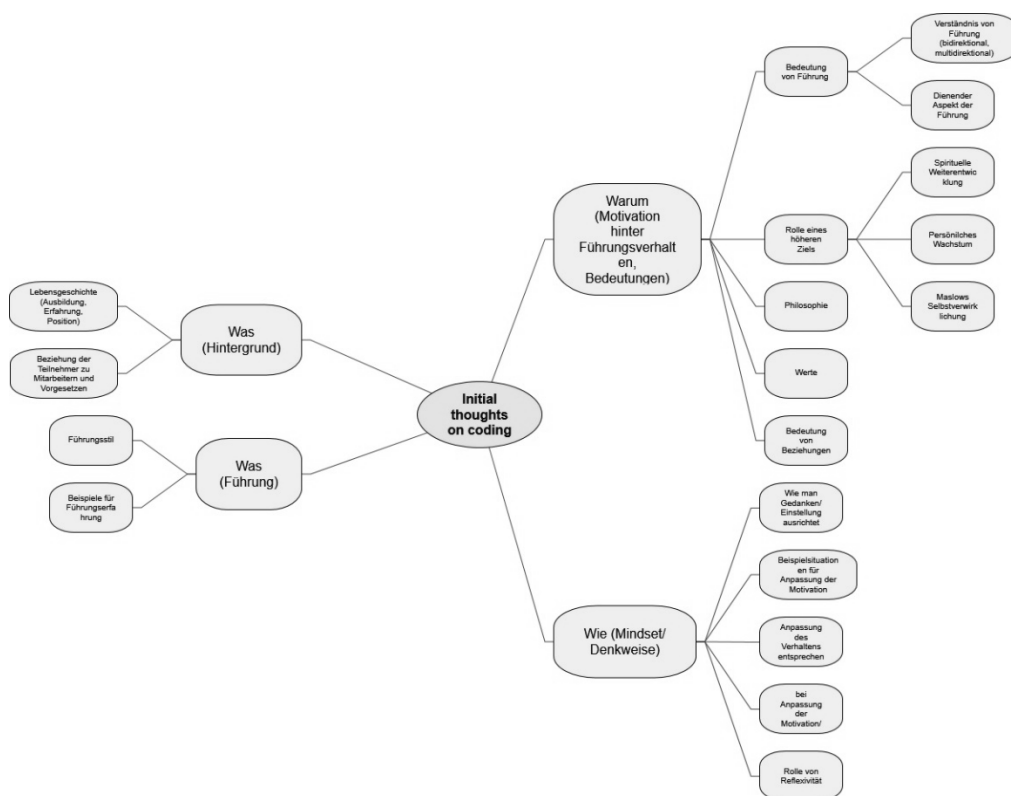 Initial
thoughts
on coding
Was
(Hintergrund)
Lebensgeschichte
(Ausbildung,
Erfahrung,
Position)
Beziehung der
Teilnehmer zu
Mitarbeitern und
Vorgesetzen
Was
(Führung)
Führungsstil
Beispiele für
Führungserfa
hrung
Warum
(Motivation
hinter
Führungsverhalt
en,
Bedeutungen)
Bedeutung
von Führung
Verständnis von
Führung
(bidirektional,
multidirektional)
Dienender
Aspekt der
Führung
Rolle eines
höheren
Ziels
Spirituelle
Weiterentwic
klung
Persönilches
Wachstum
Maslows
Selbstverwirk
lichung
Philosophie
Werte
Bedeutung
von
Beziehungen
Wie (Mindset/
Denkweise)
Wie man
Gedanken/
Einstellung
ausrichtet
Beispielsituation
en für
Anpassung der
Motivation
Anpassung
des
Verhaltens
entsprechen
bei
Anpassung
der
Motivation/
Rolle von
Reflexivität